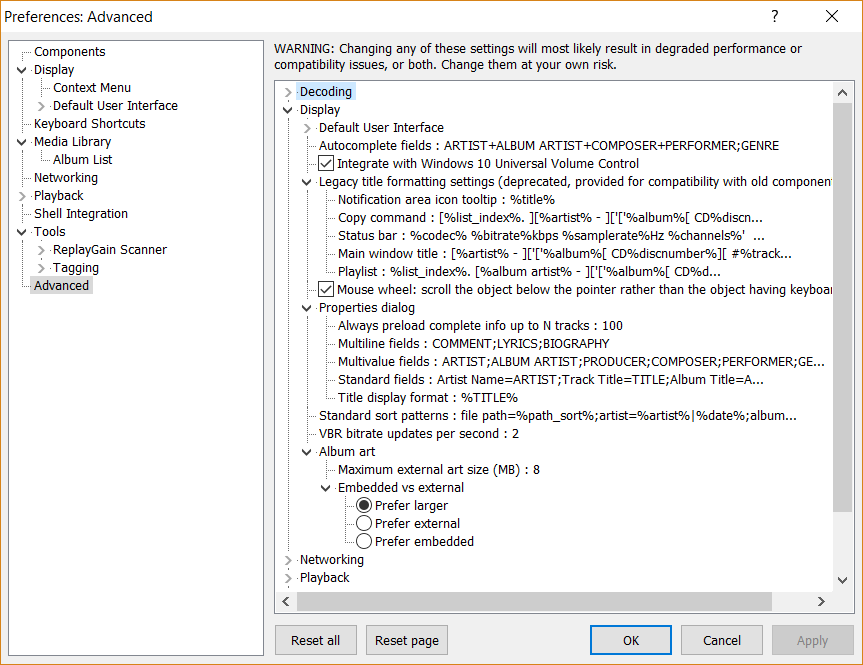 Preferences: Advanced
?
Components
Display
Context Menu
Default User Interface
Keyboard Shortcuts
Media Library
Album List
Networking
Playback
Shell Integration
Tools
ReplayGain Scanner
Tagging
Advanced
WARNING: Changing any of these settings will most likely result in degraded performance or
compatibility issues, or both. Change them at your own risk.
Decoding
Display
Default User Interface
Autocomplete fields : ARTIST+ALBUM ARTIST+COMPOSER+PERFORMER;GENRE
Integrate with Windows 10 Universal Volume Control
Legacy title formatting settings (deprecated, provided for compatibility with old componen
Notification area icon tooltip : %title%
Copy command : [%list_index%. ][%artist% - ]['['%album%[ CD%discn...
Status bar : %codec% %bitrate%kbps %samplerate%Hz %channels%' ...
Main window title : [%artist% - ]['['%album%[ CD%discnumber%][ #%track...
Playlist : %list_index%. [%album artist% - ]['['%album%[ CD%d...
Mouse wheel: scroll the object below the pointer rather than the object having keyboar
Properties dialog
Always preload complete info up to N tracks : 100
Multiline fields : COMMENT;LYRICS;BIOGRAPHY
Multivalue fields : ARTIST;ALBUM ARTIST;PRODUCER;COMPOSER;PERFORMER;GE...
Standard fields : Artist Name=ARTIST;Track Title=TITLE;Album Title=A...
Title display format : %TITLE%
Standard sort patterns : file path=%path_sort%;artist=%artist%|%date%;album...
VBR bitrate updates per second : 2
Album art
Maximum external art size (MB) : 8
Embedded vs external
Prefer larger
Prefer external
Prefer embedded
Networking
Playback
Reset all
Reset page
OK
Cancel
Apply